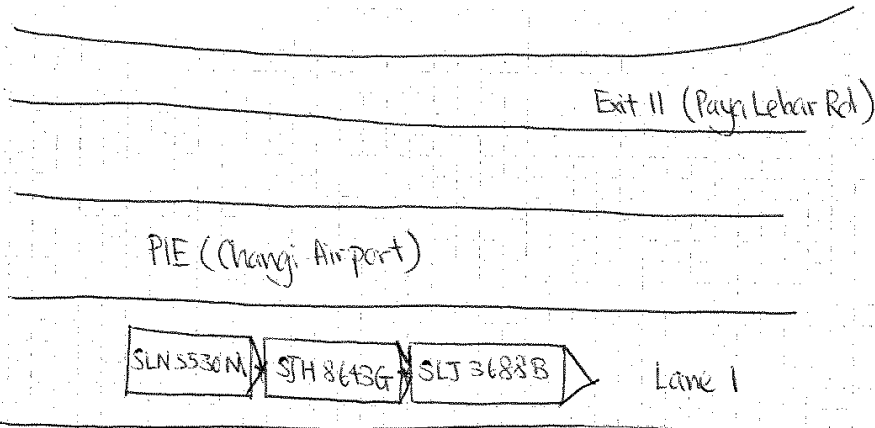 Exit 11 (Paya Lebar Rd)
PIE (Changi Airport)
SLN 5530M SJH 8643G SLJ 3688B Lane 1